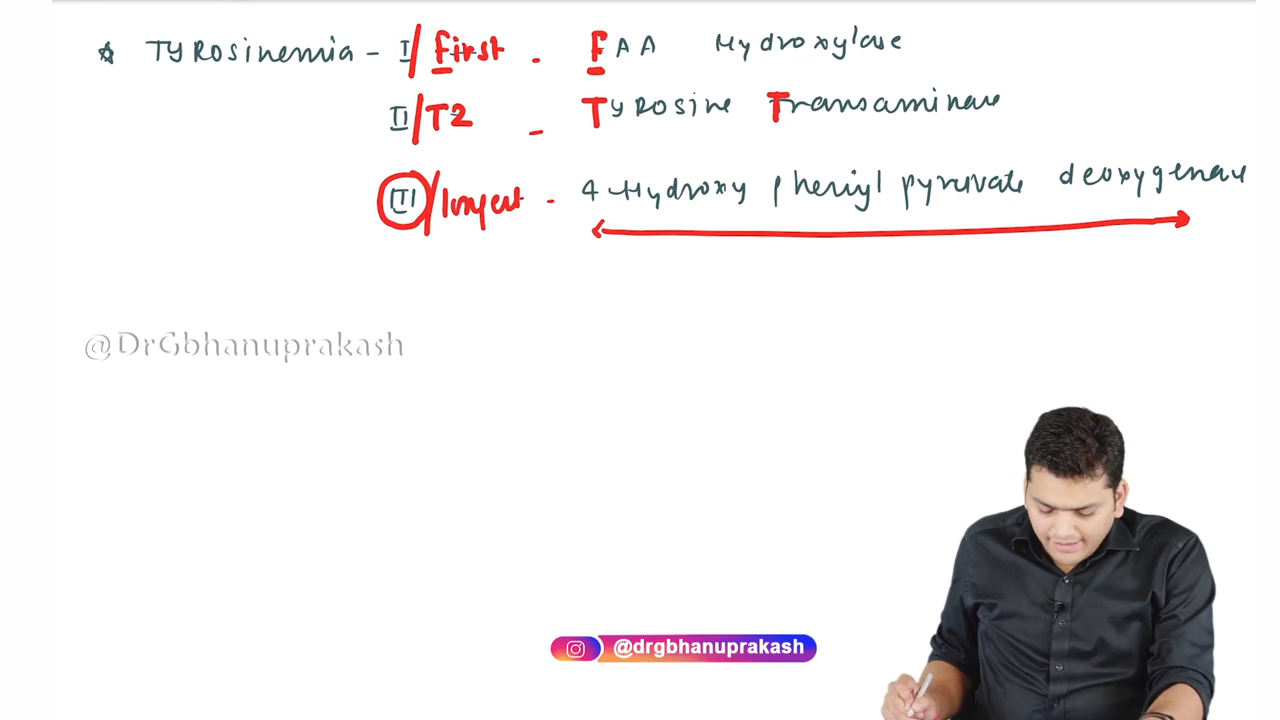 ☆ TYROSinemia - I/First - FAA Hydroxylase
II/T2 - TYROSine Transaminase
III/longest - 4-Hydroxy phenyl pyruvate deoxygenase
@DrGbhanuprakash
@drgbhanuprakash